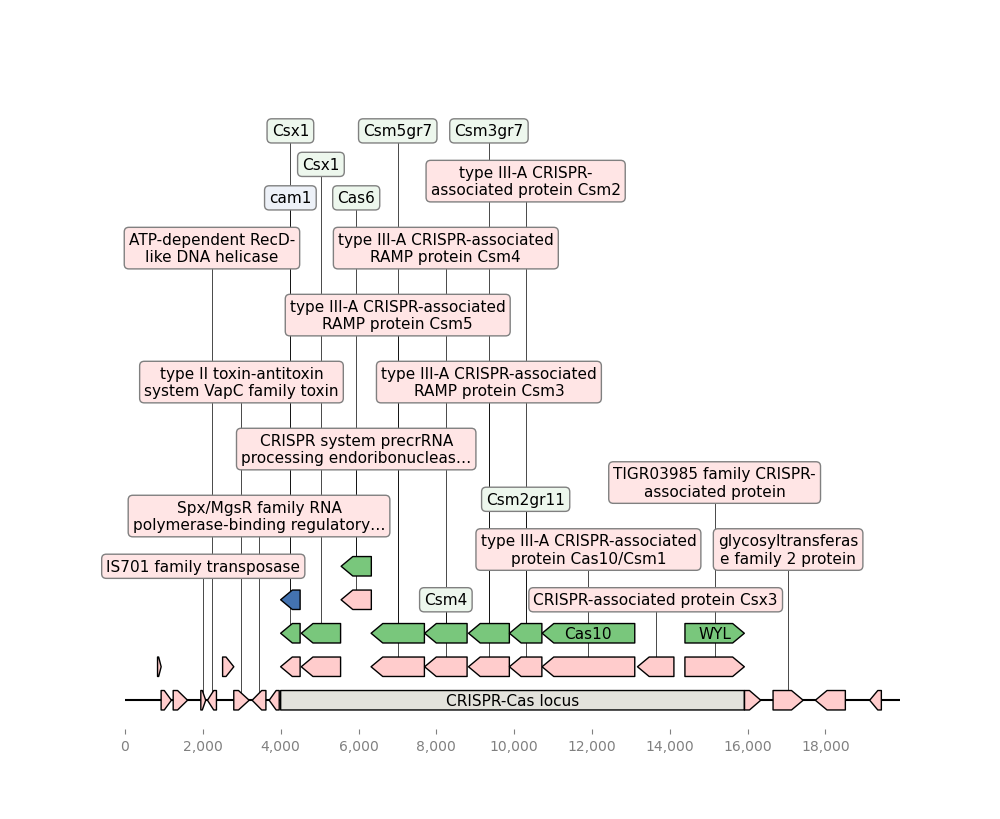 Csx1
Csm5gr7
Csm3gr7
Csx1
type III-A CRISPR-
associated protein Csm2
cam1
Cas6
ATP-dependent RecD-
like DNA helicase
type III-A CRISPR-associated
RAMP protein Csm4
type III-A CRISPR-associated
RAMP protein Csm5
type II toxin-antitoxin
system VapC family toxin
type III-A CRISPR-associated
RAMP protein Csm3
CRISPR system precrRNA
processing endoribonucleas…
TIGR03985 family CRISPR-
associated protein
Csm2gr11
Spx/MgsR family RNA
polymerase-binding regulatory…
type III-A CRISPR-associated
protein Cas10/Csm1
glycosyltransferas
e family 2 protein
IS701 family transposase
Csm4
CRISPR-associated protein Csx3
Cas10
WYL
CRISPR-Cas locus
0
2,000
4,000
6,000
8,000
10,000
12,000
14,000
16,000
18,000